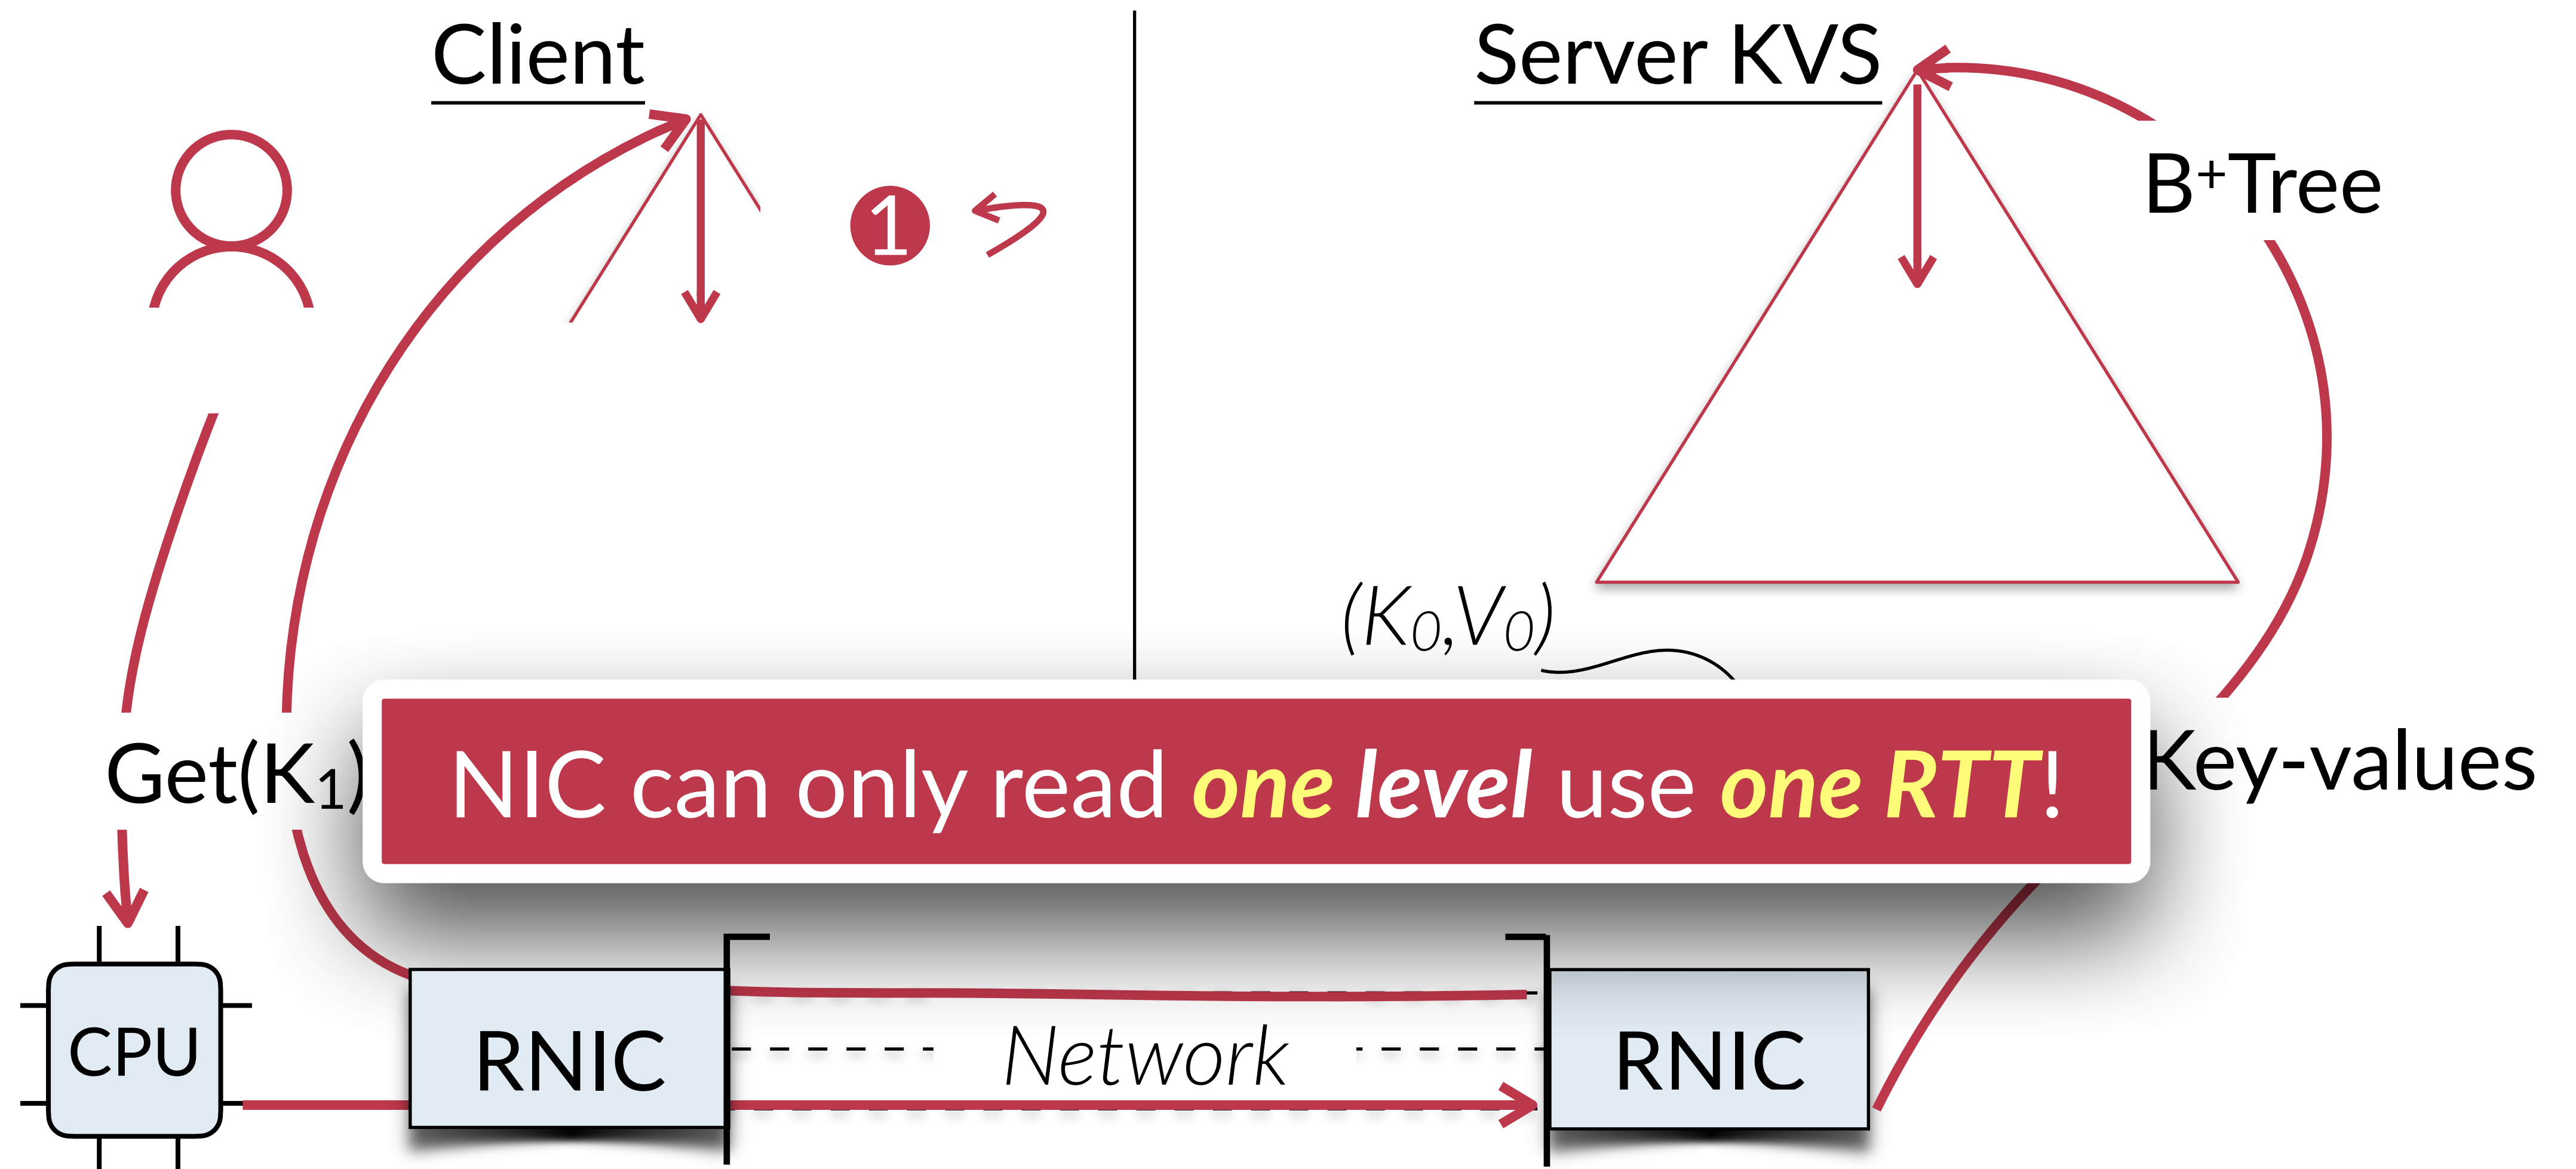 Client
Server KVS
1
B⁺Tree
(K₀,V₀)
Get(K₁)
NIC can only read one level use one RTT!
Key-values
CPU
RNIC
Network
RNIC